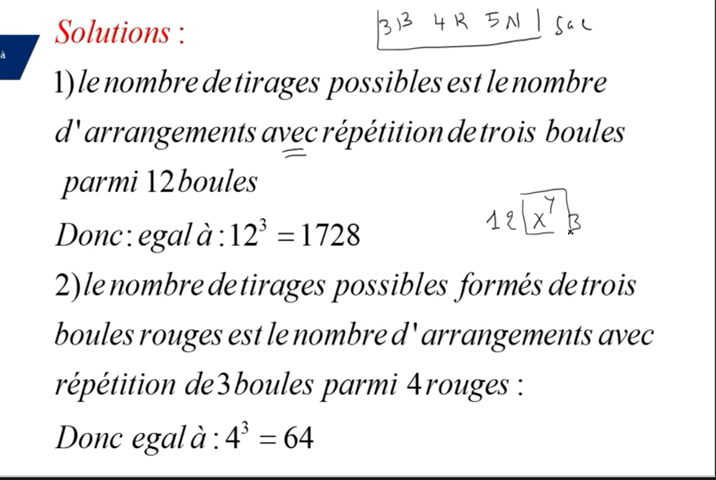 à
Solutions :
3B 4R 5N sac
1) le nombre de tirages possibles est le nombre
d'arrangements avec répétition de trois boules
parmi 12 boules
12 x^y 3
Donc : egal à : 12³ = 1728
2) le nombre de tirages possibles formés de trois
boules rouges est le nombre d'arrangements avec
répétition de 3 boules parmi 4 rouges :
Donc egal à : 4³ = 64